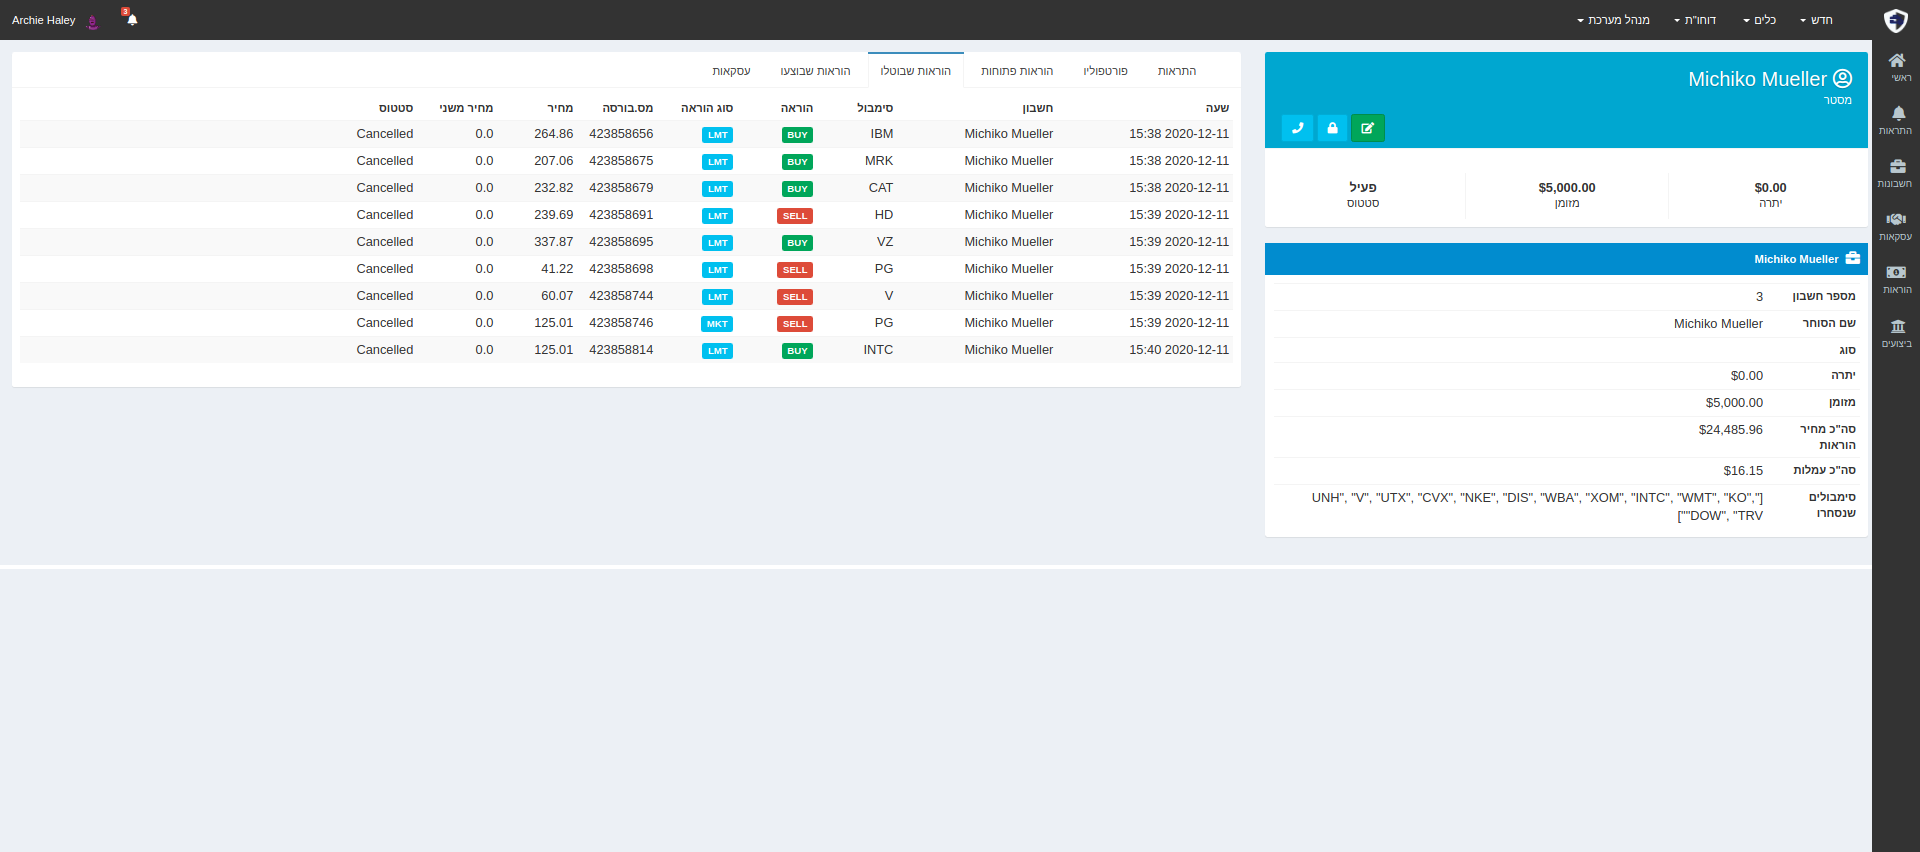 חדש
כלים
דוחו"ת
מנהל מערכת
3
Archie Haley
ראשי
התראות
חשבונות
עסקאות
הוראות
ביצועים
Michiko Mueller
מסטר
$0.00
יתרה
$5,000.00
מזומן
פעיל
סטטוס
Michiko Mueller
מספר חשבון 3
שם הסוחר Michiko Mueller
סוג
יתרה $0.00
מזומן $5,000.00
סה"כ מחיר הוראות $24,485.96
סה"כ עמלות $16.15
סימבולים שנסחרו
UNH", "V", "UTX", "CVX", "NKE", "DIS", "WBA", "XOM", "INTC", "WMT", "KO","]
[""DOW", "TRV
התראות
פורטפוליו
הוראות פתוחות
הוראות שבוטלו
הוראות שבוצעו
עסקאות
שעה חשבון סימבול הוראה סוג הוראה מס.בורסה מחיר מחיר משני סטטוס
15:38 2020-12-11 Michiko Mueller IBM BUY LMT 423858656 264.86 0.0 Cancelled
15:38 2020-12-11 Michiko Mueller MRK BUY LMT 423858675 207.06 0.0 Cancelled
15:38 2020-12-11 Michiko Mueller CAT BUY LMT 423858679 232.82 0.0 Cancelled
15:39 2020-12-11 Michiko Mueller HD SELL LMT 423858691 239.69 0.0 Cancelled
15:39 2020-12-11 Michiko Mueller VZ BUY LMT 423858695 337.87 0.0 Cancelled
15:39 2020-12-11 Michiko Mueller PG SELL LMT 423858698 41.22 0.0 Cancelled
15:39 2020-12-11 Michiko Mueller V SELL LMT 423858744 60.07 0.0 Cancelled
15:39 2020-12-11 Michiko Mueller PG SELL MKT 423858746 125.01 0.0 Cancelled
15:40 2020-12-11 Michiko Mueller INTC BUY LMT 423858814 125.01 0.0 Cancelled